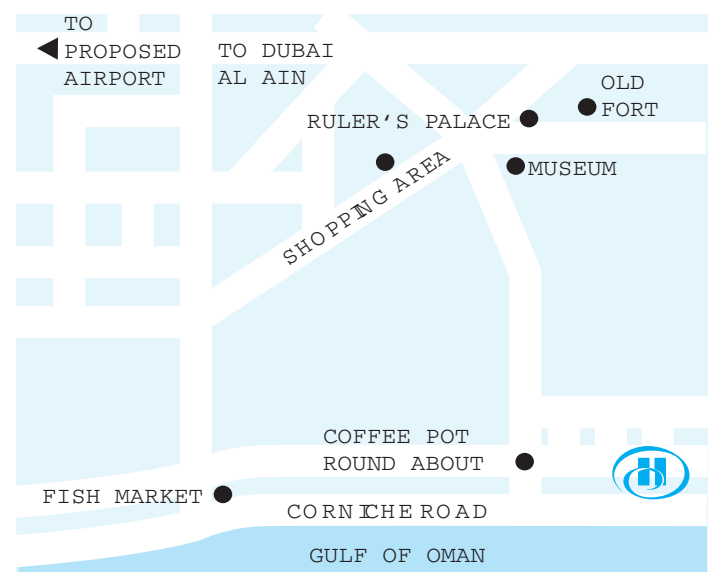 TO
PROPOSED
AIRPORT
TO DUBAI
AL AIN
OLD
FORT
RULER'S PALACE
MUSEUM
SHOPPING AREA
COFFEE POT
ROUND ABOUT
H
FISH MARKET
CORNICHE ROAD
GULF OF OMAN